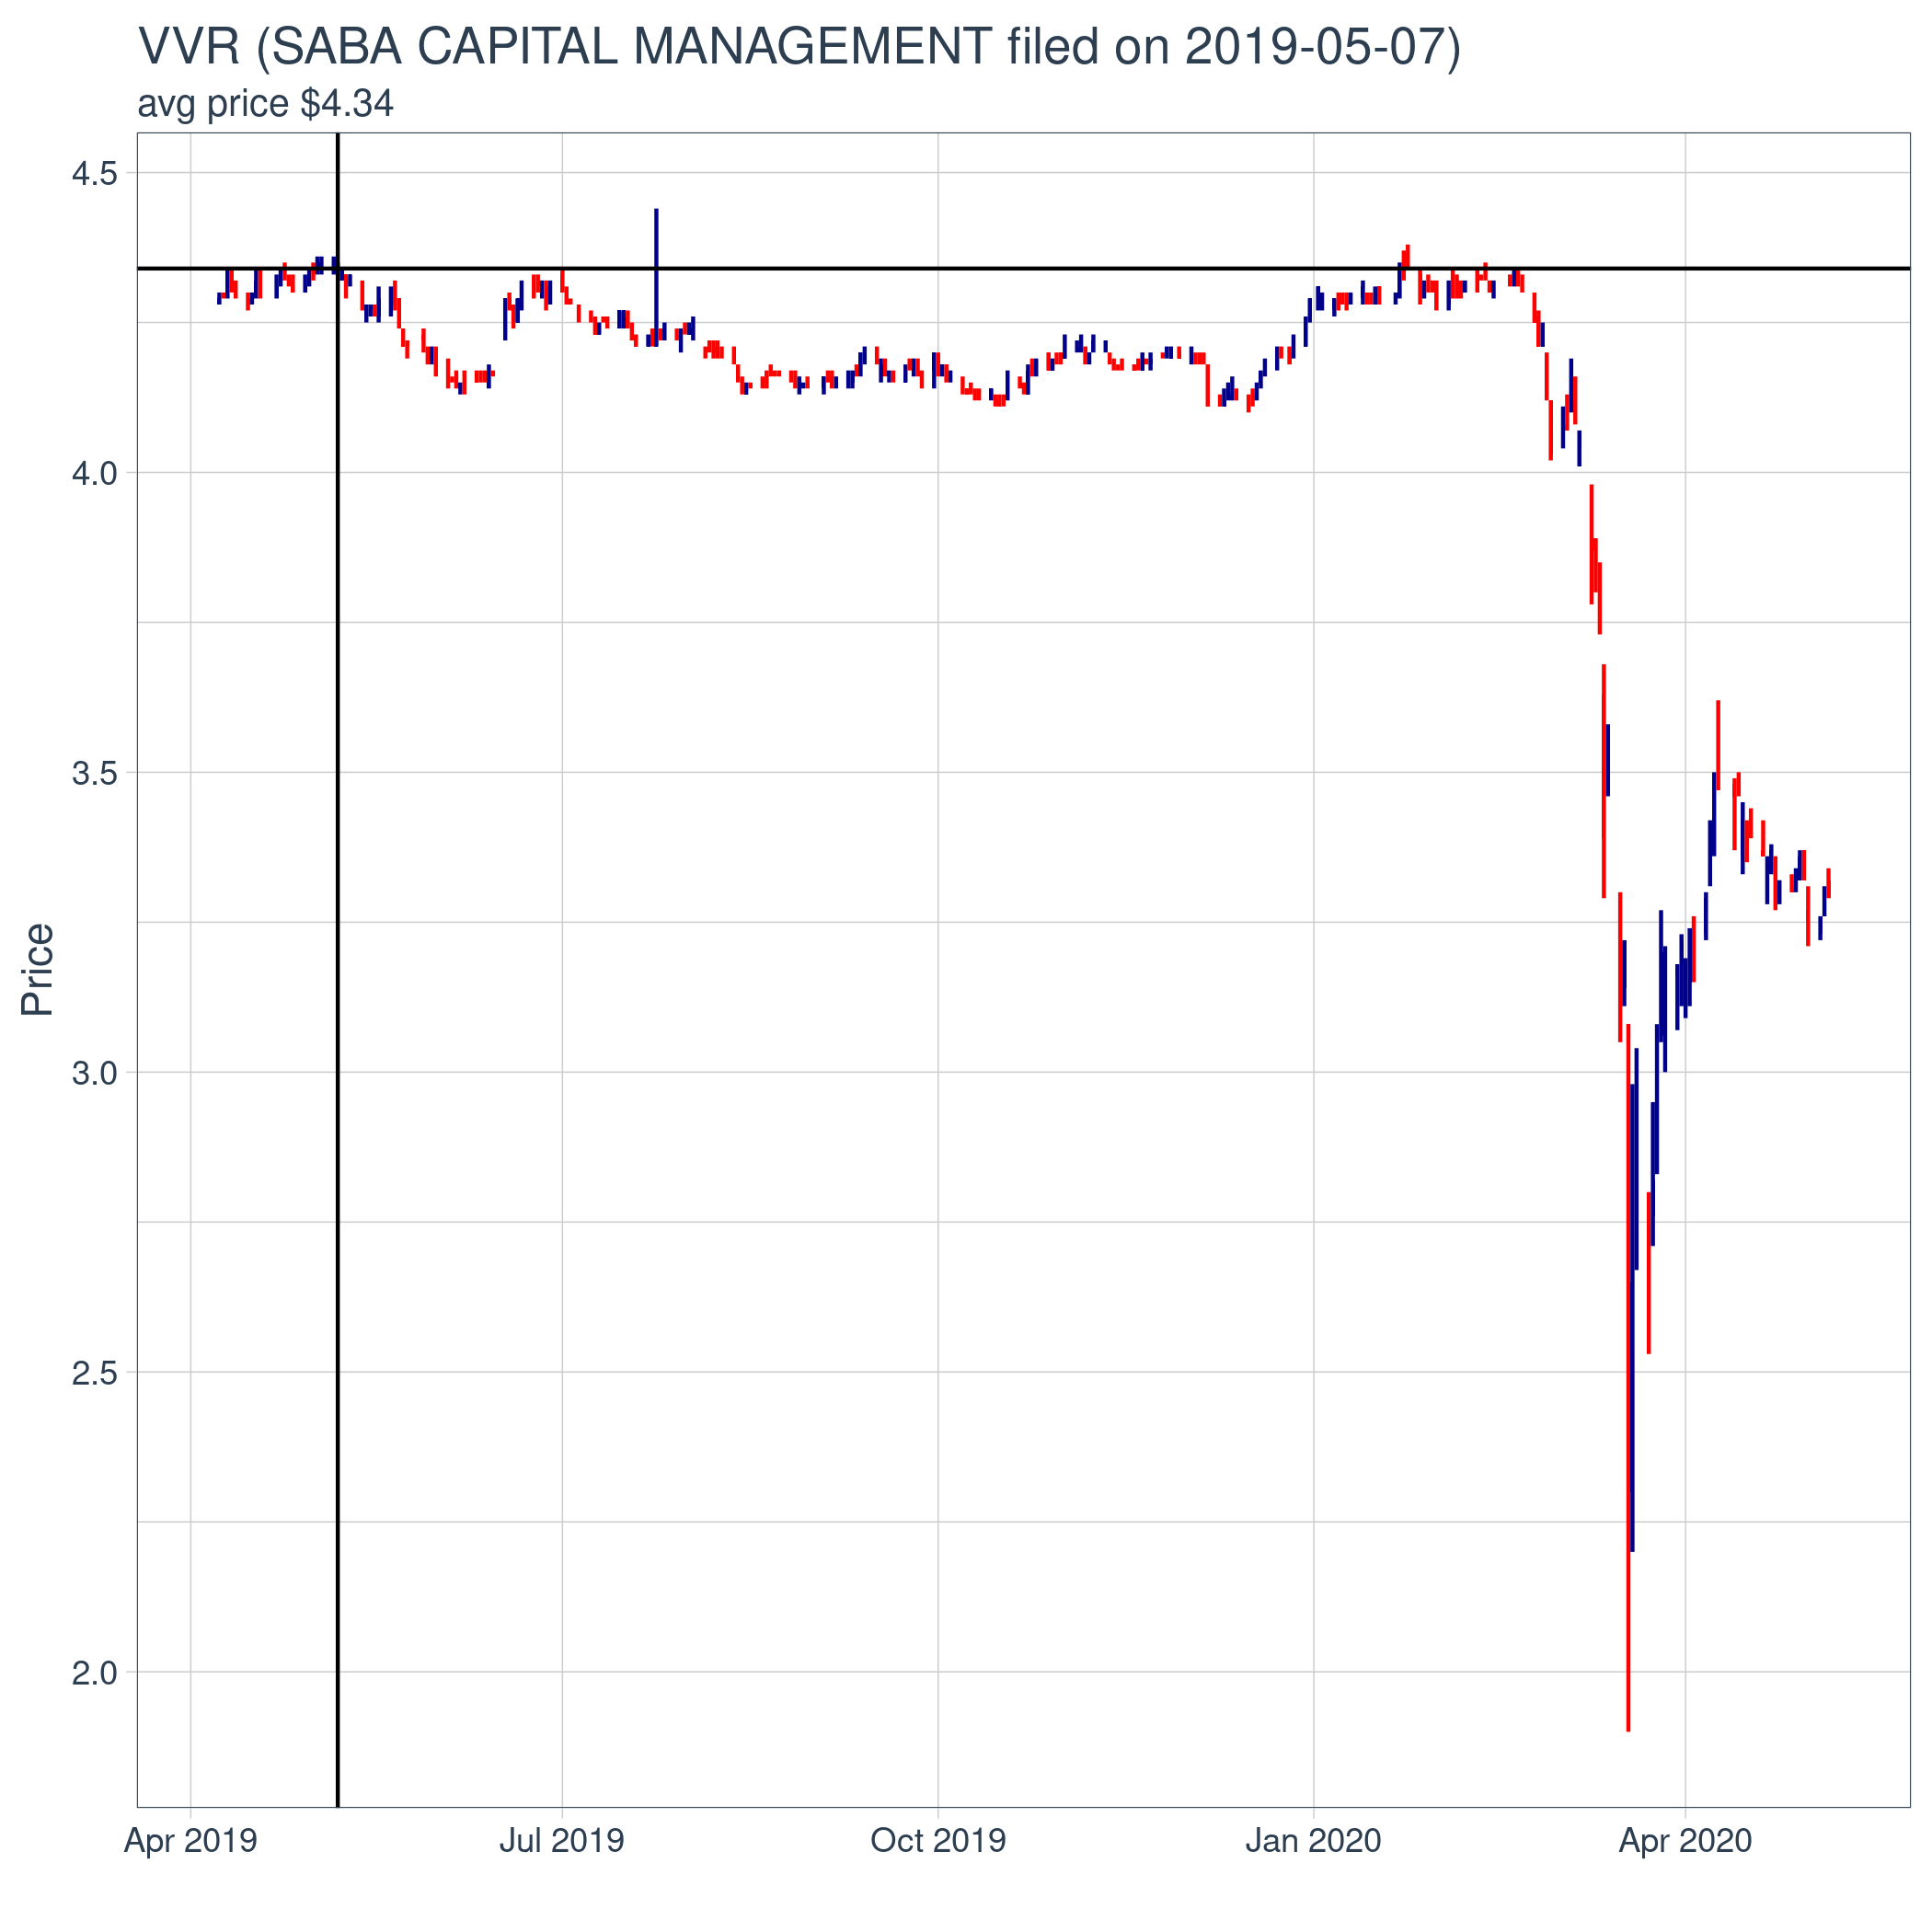 VVR (SABA CAPITAL MANAGEMENT filed on 2019-05-07)
avg price $4.34
4.5
4.0
3.5
3.0
2.5
2.0
Price
Apr 2019
Jul 2019
Oct 2019
Jan 2020
Apr 2020